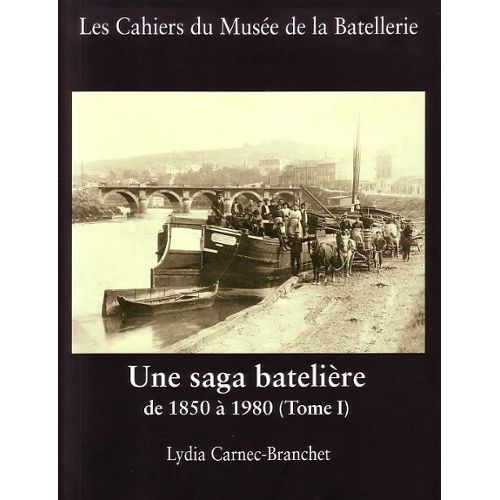 Les Cahiers du Musée de la Batellerie
Une saga batelière
de 1850 à 1980 (Tome I)
Lydia Carnec-Branchet